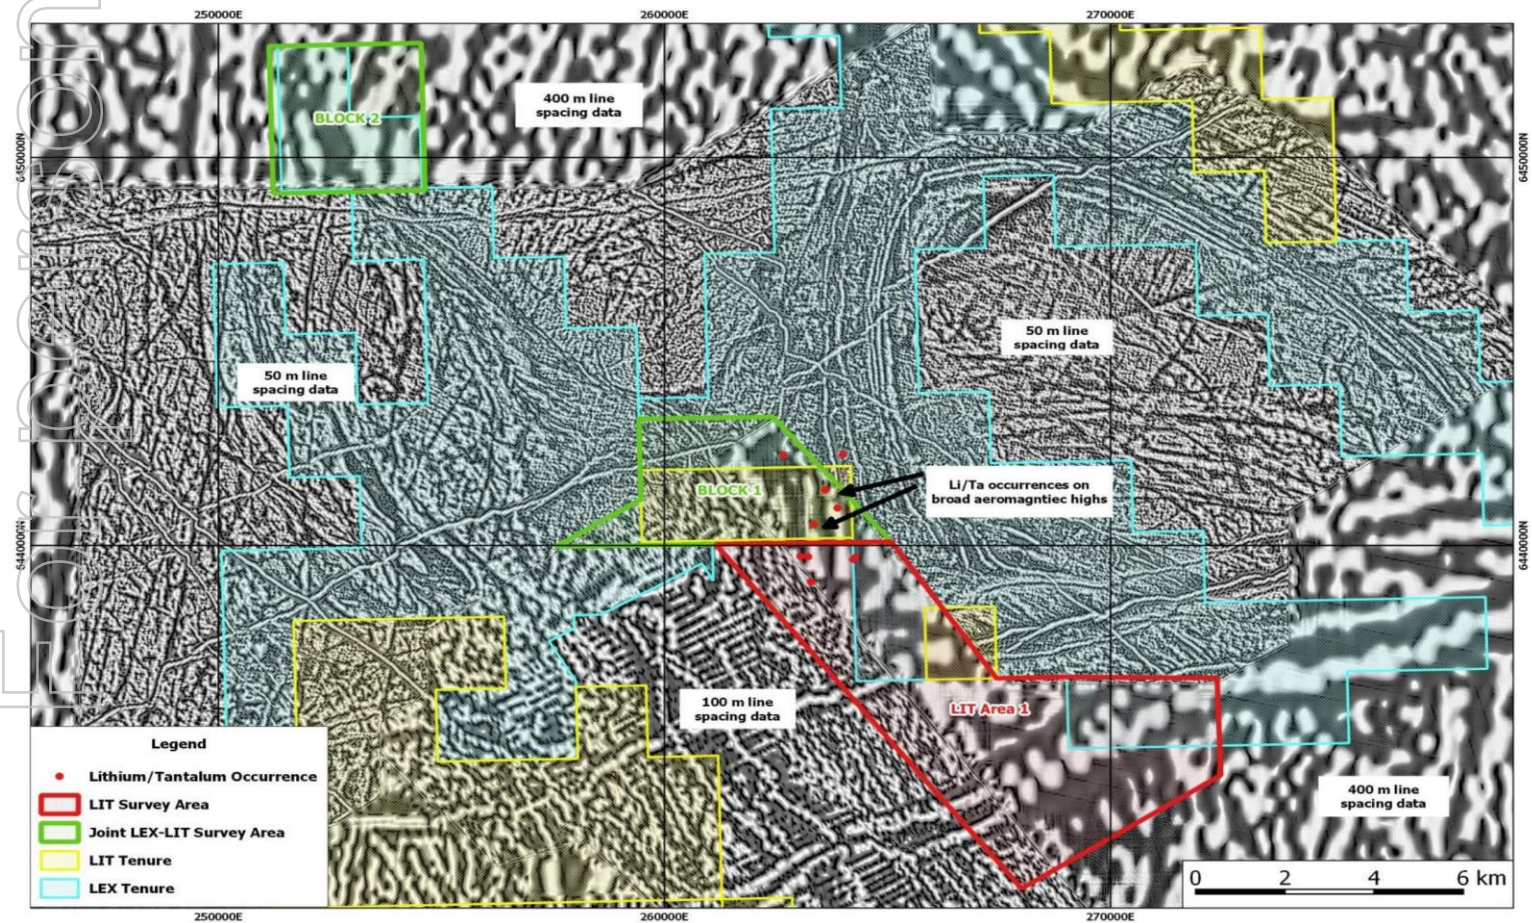 250000E
260000E
270000E
BLOCK 2
400 m line
spacing data
6450000N
6450000N
50 m line
spacing data
50 m line
spacing data
BLOCK 1
Li/Ta occurrences on
broad aeromagntiec highs
6440000N
6440000N
100 m line
spacing data
LIT Area 1
400 m line
spacing data
Legend
Lithium/Tantalum Occurrence
LIT Survey Area
Joint LEX-LIT Survey Area
LIT Tenure
LEX Tenure
0 2 4 6 km
250000E
260000E
270000E